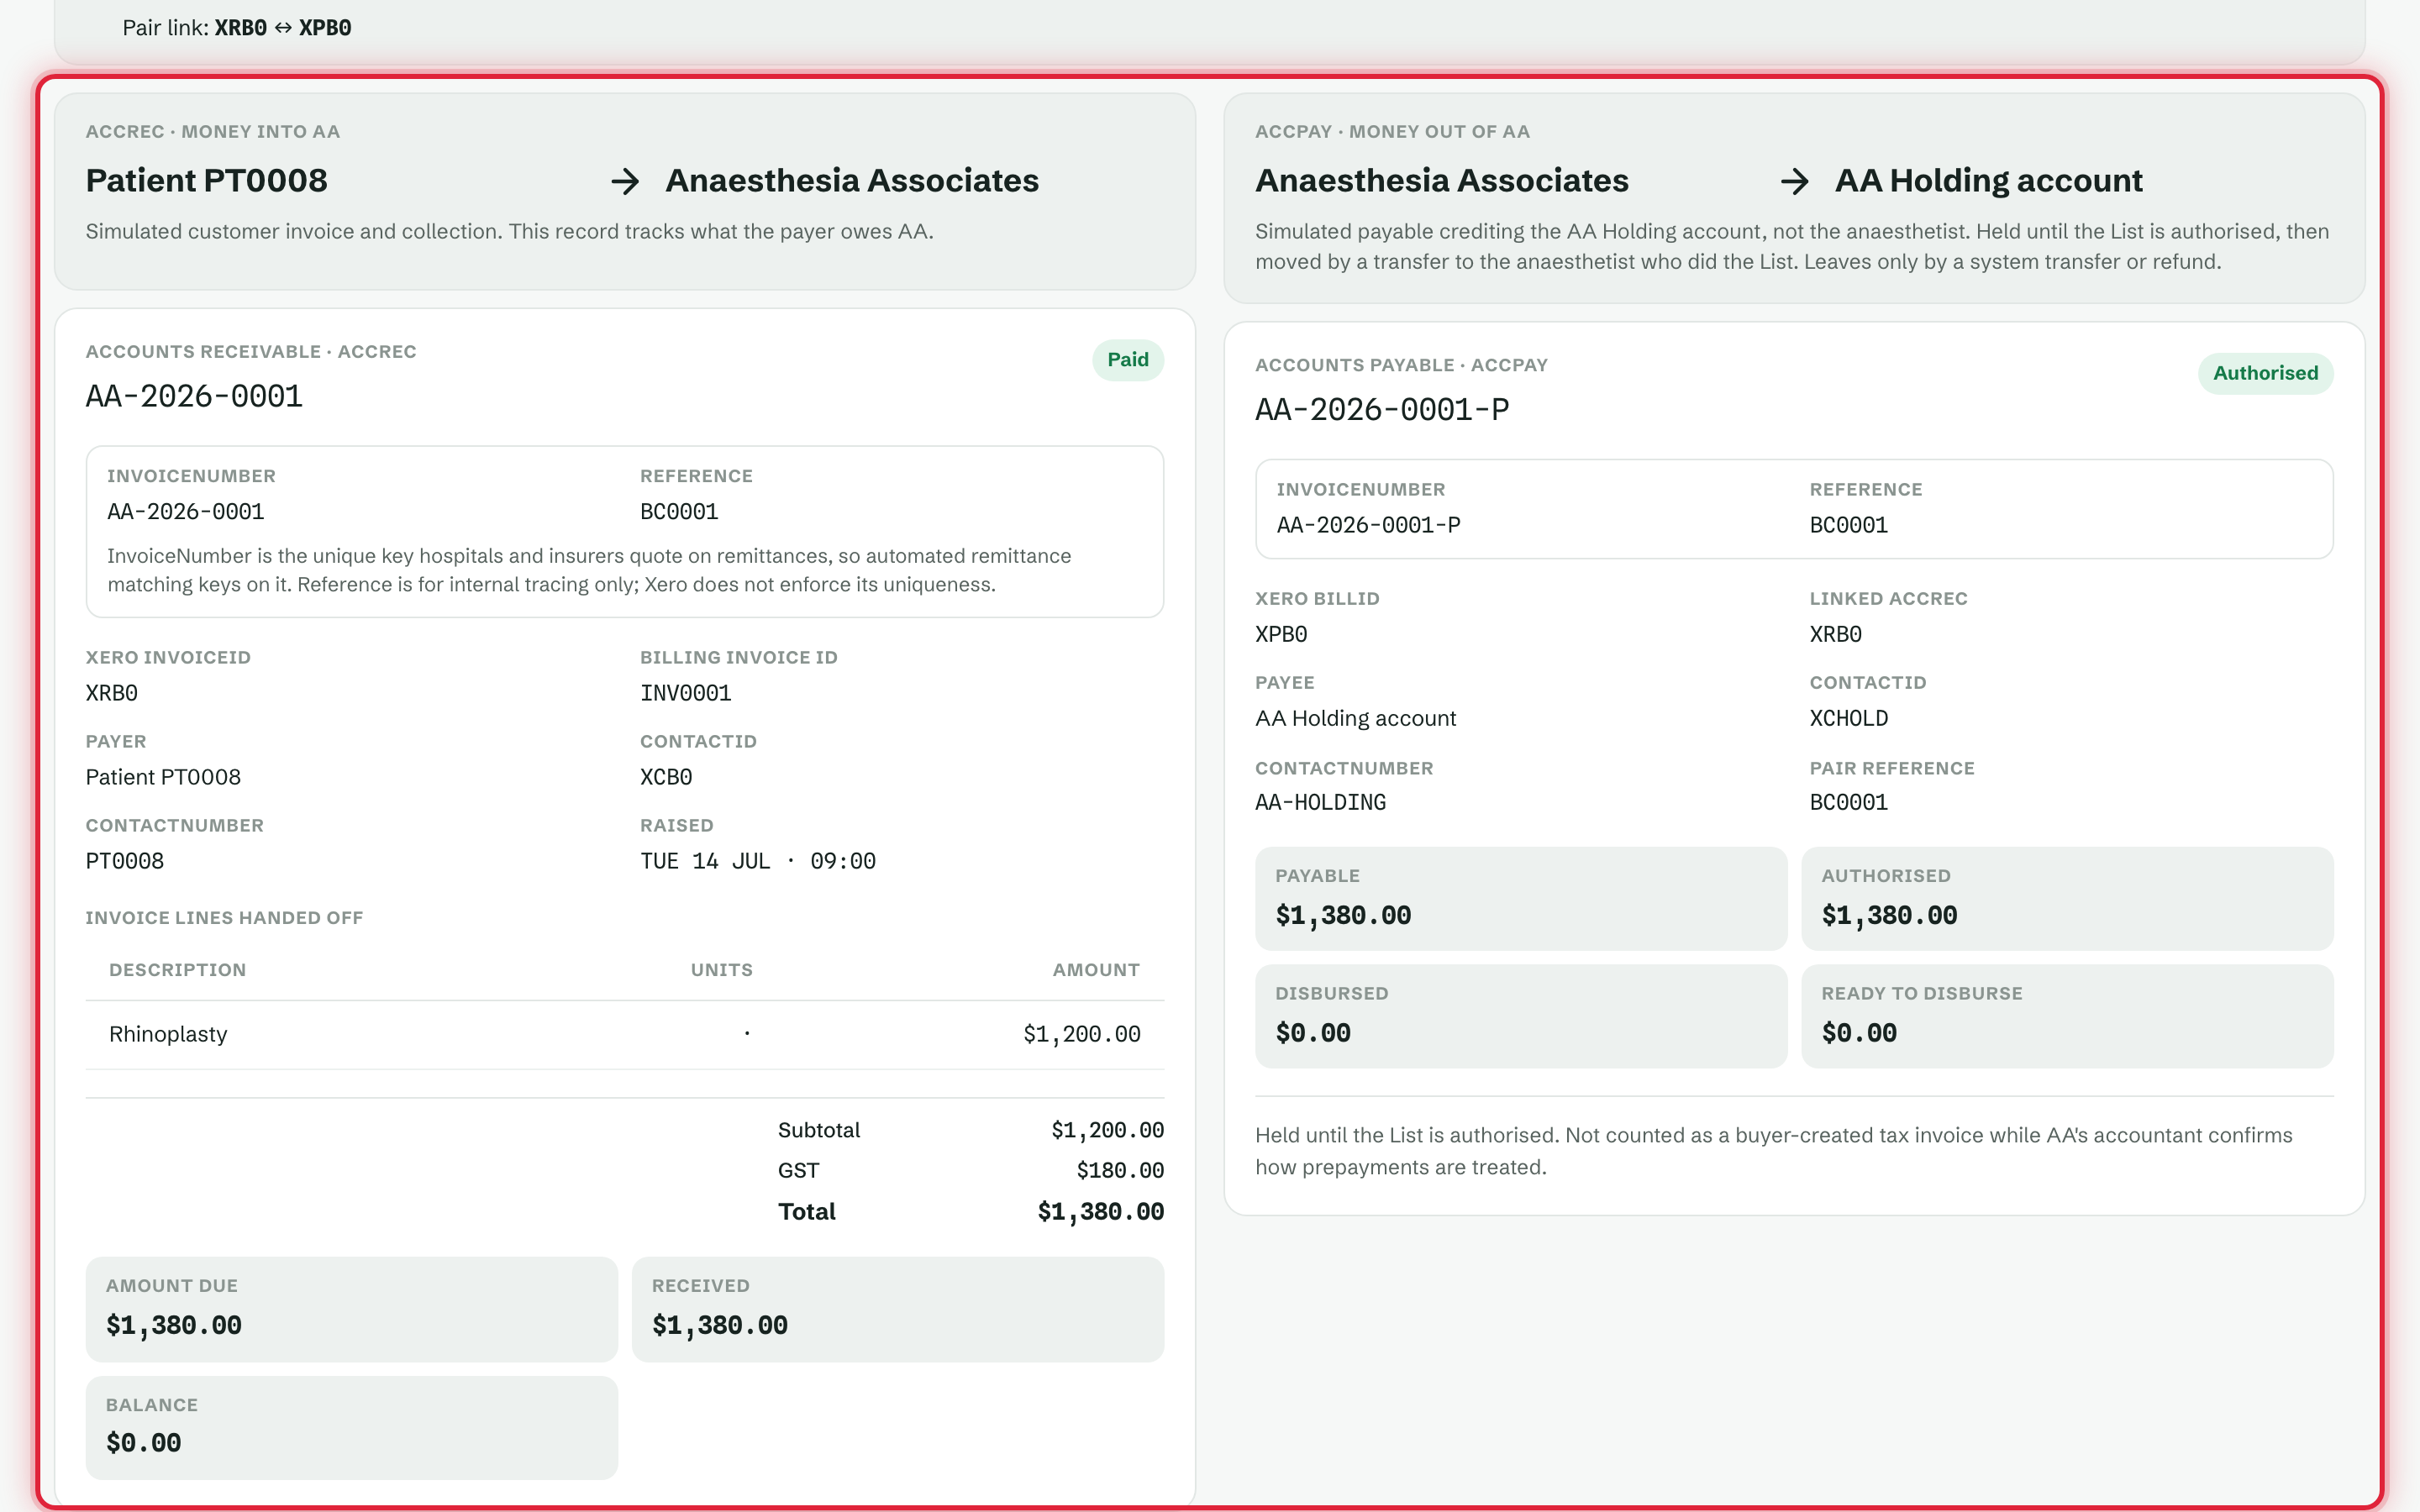 Pair link: XRB0 ↔ XPB0
ACCREC · MONEY INTO AA
Patient PT0008 → Anaesthesia Associates
Simulated customer invoice and collection. This record tracks what the payer owes AA.
ACCOUNTS RECEIVABLE · ACCREC
Paid
AA-2026-0001
INVOICENUMBER REFERENCE
AA-2026-0001 BC0001
InvoiceNumber is the unique key hospitals and insurers quote on remittances, so automated remittance
matching keys on it. Reference is for internal tracing only; Xero does not enforce its uniqueness.
XERO INVOICEID BILLING INVOICE ID
XRB0 INV0001
PAYER CONTACTID
Patient PT0008 XCB0
CONTACTNUMBER RAISED
PT0008 TUE 14 JUL · 09:00
INVOICE LINES HANDED OFF
DESCRIPTION UNITS AMOUNT
Rhinoplasty · $1,200.00
Subtotal $1,200.00
GST $180.00
Total $1,380.00
AMOUNT DUE RECEIVED
$1,380.00 $1,380.00
BALANCE
$0.00
ACCPAY · MONEY OUT OF AA
Anaesthesia Associates → AA Holding account
Simulated payable crediting the AA Holding account, not the anaesthetist. Held until the List is authorised, then
moved by a transfer to the anaesthetist who did the List. Leaves only by a system transfer or refund.
ACCOUNTS PAYABLE · ACCPAY
Authorised
AA-2026-0001-P
INVOICENUMBER REFERENCE
AA-2026-0001-P BC0001
XERO BILLID LINKED ACCREC
XPB0 XRB0
PAYEE CONTACTID
AA Holding account XCHOLD
CONTACTNUMBER PAIR REFERENCE
AA-HOLDING BC0001
PAYABLE AUTHORISED
$1,380.00 $1,380.00
DISBURSED READY TO DISBURSE
$0.00 $0.00
Held until the List is authorised. Not counted as a buyer-created tax invoice while AA's accountant confirms
how prepayments are treated.